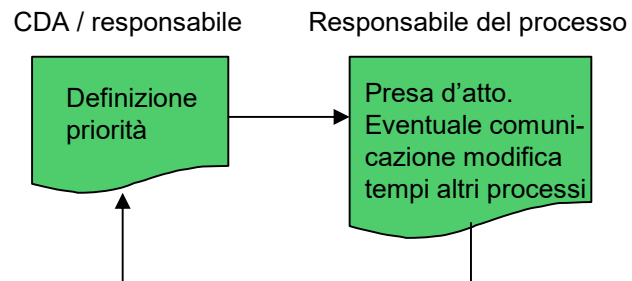 CDA / responsabile
Responsabile del processo
Definizione
priorità
Presa d’atto.
Eventuale comuni-
cazione modifica
tempi altri processi